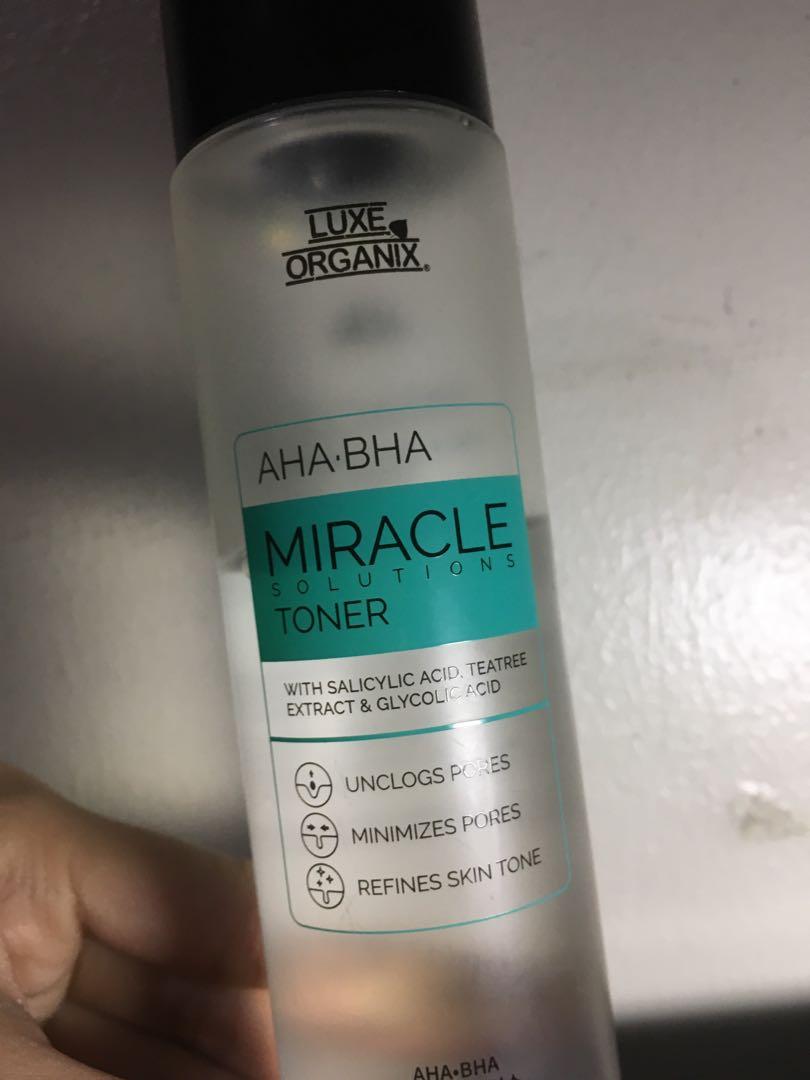 LUXE
ORGANIX®
AHA•BHA
MIRACLE
SOLUTIONS
TONER
WITH SALICYLIC ACID, TEATREE
EXTRACT & GLYCOLIC ACID
UNCLOGS PORES
MINIMIZES PORES
REFINES SKIN TONE
AHA•BHA